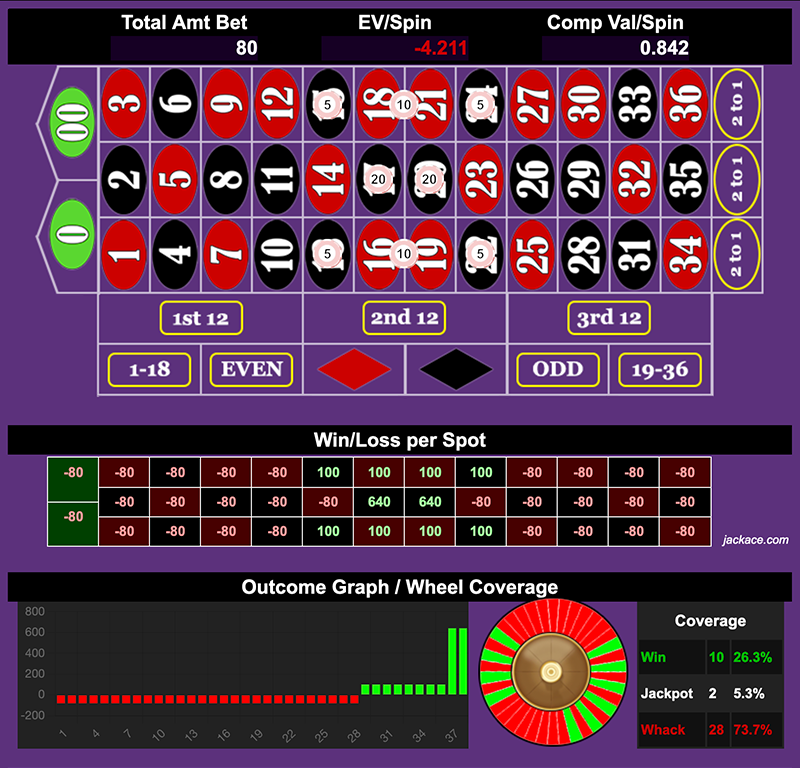 Total Amt Bet EV/Spin Comp Val/Spin
80 -4.211 0.842
00 3 6 9 12 5 18 10 21 5 27 30 33 36 2 to 1
2 5 8 11 14 20 20 23 26 29 32 35 2 to 1
0 1 4 7 10 5 16 10 19 5 25 28 31 34 2 to 1
1st 12 2nd 12 3rd 12
1-18 EVEN ODD 19-36
Win/Loss per Spot
-80 -80 -80 -80 -80 100 100 100 100 -80 -80 -80 -80
-80 -80 -80 -80 -80 640 640 -80 -80 -80 -80 -80
-80 -80 -80 -80 -80 100 100 100 100 -80 -80 -80 -80
jackace.com
Outcome Graph / Wheel Coverage
800
600
400
200
0
-200
1 4 7 10 13 16 19 22 25 28 31 34 37
Coverage
Win 10 26.3%
Jackpot 2 5.3%
Whack 28 73.7%